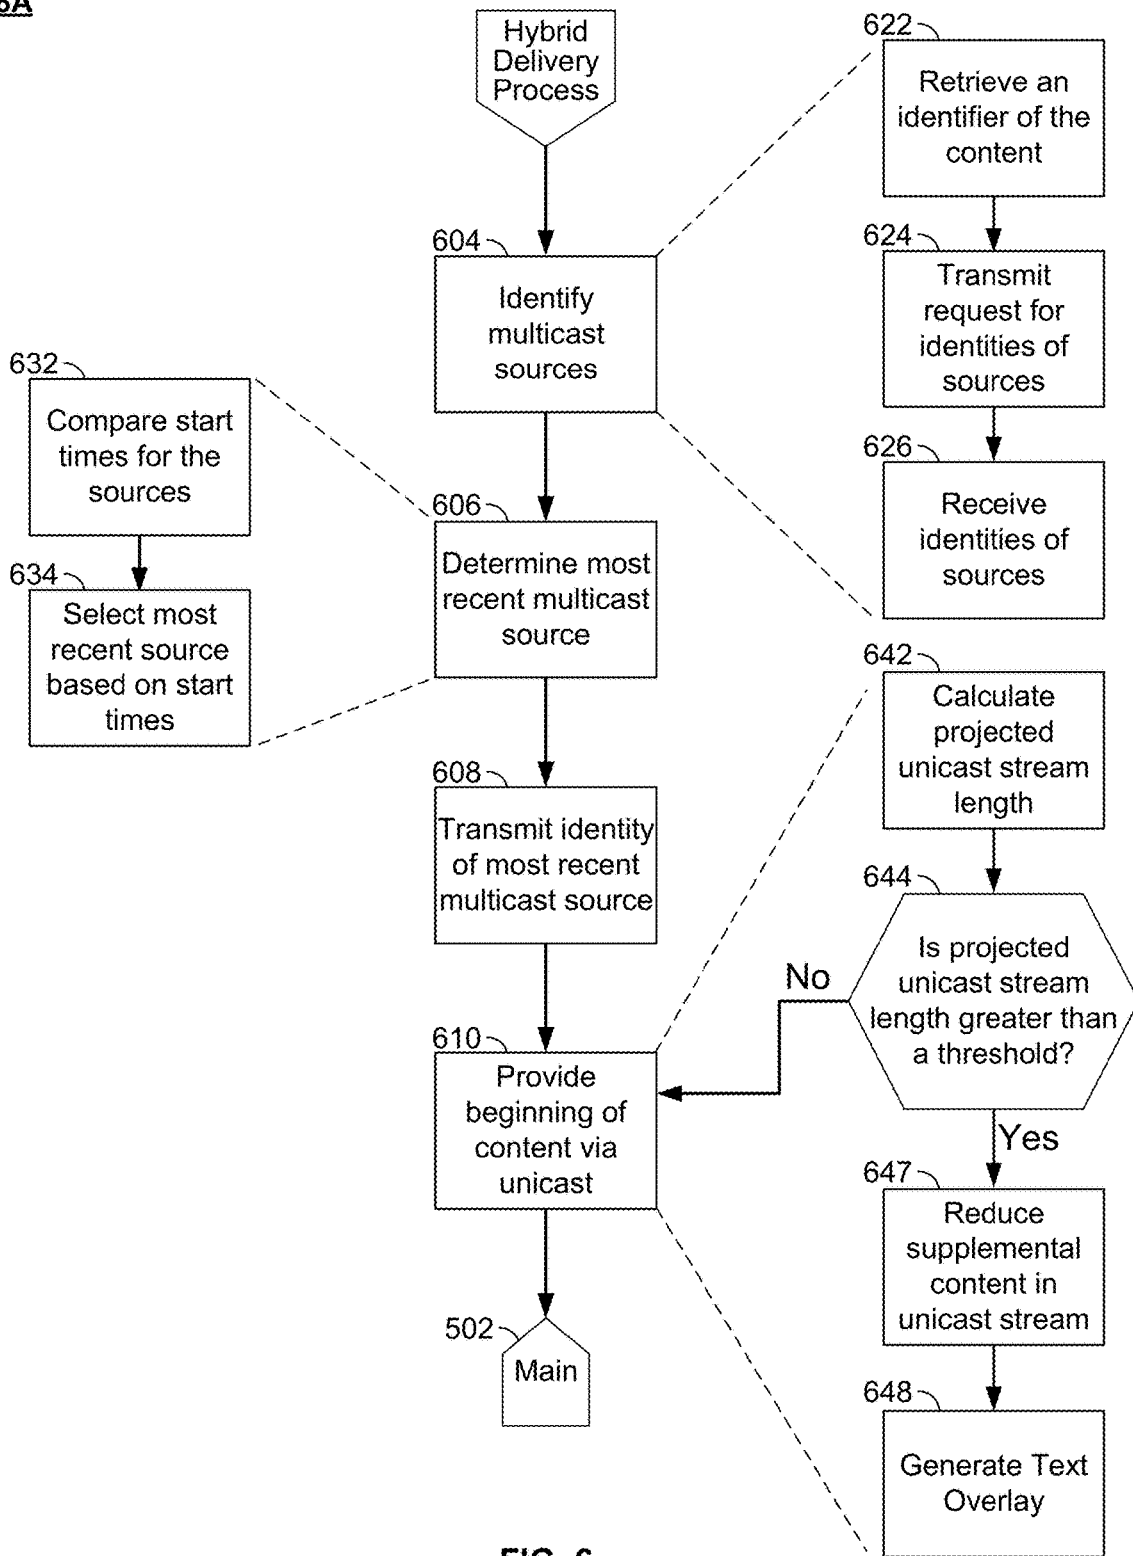 Hybrid
Delivery
Process
604
Identify
multicast
sources
622
Retrieve an
identifier of the
content
624
Transmit
request for
identities of
sources
626
Receive
identities of
sources
606
Determine most
recent multicast
source
632
Compare start
times for the
sources
634
Select most
recent source
based on start
times
608
Transmit identity
of most recent
multicast source
610
Provide
beginning of
content via
unicast
642
Calculate
projected
unicast stream
length
644
Is projected
unicast stream
length greater than
a threshold?
No
Yes
647
Reduce
supplemental
content in
unicast stream
648
Generate Text
Overlay
502
Main